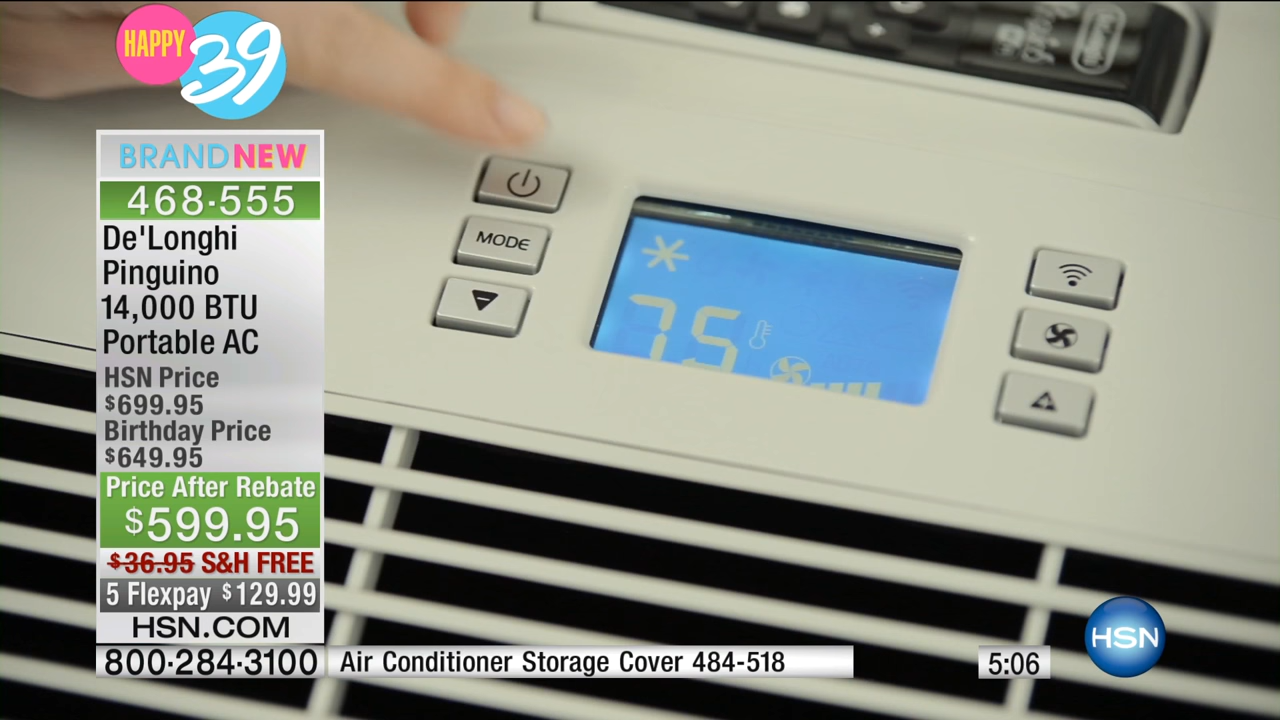 HAPPY
39
BRAND NEW
468-555
De'Longhi
Pinguino
14,000 BTU
Portable AC
HSN Price
$699.95
Birthday Price
$649.95
Price After Rebate
$599.95
$36.95 S&H FREE
5 Flexpay $129.99
HSN.COM
800-284-3100
Air Conditioner Storage Cover 484-518
5:06
HSN
MODE
75